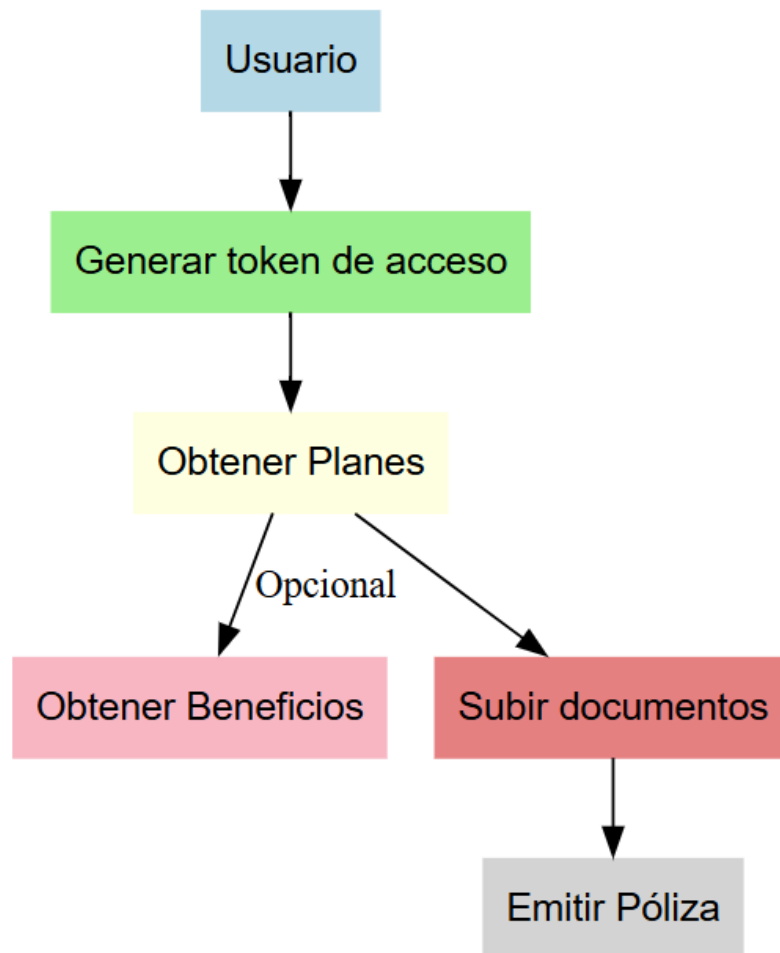 Usuario
Generar token de acceso
Obtener Planes
Opcional
Obtener Beneficios
Subir documentos
Emitir Póliza